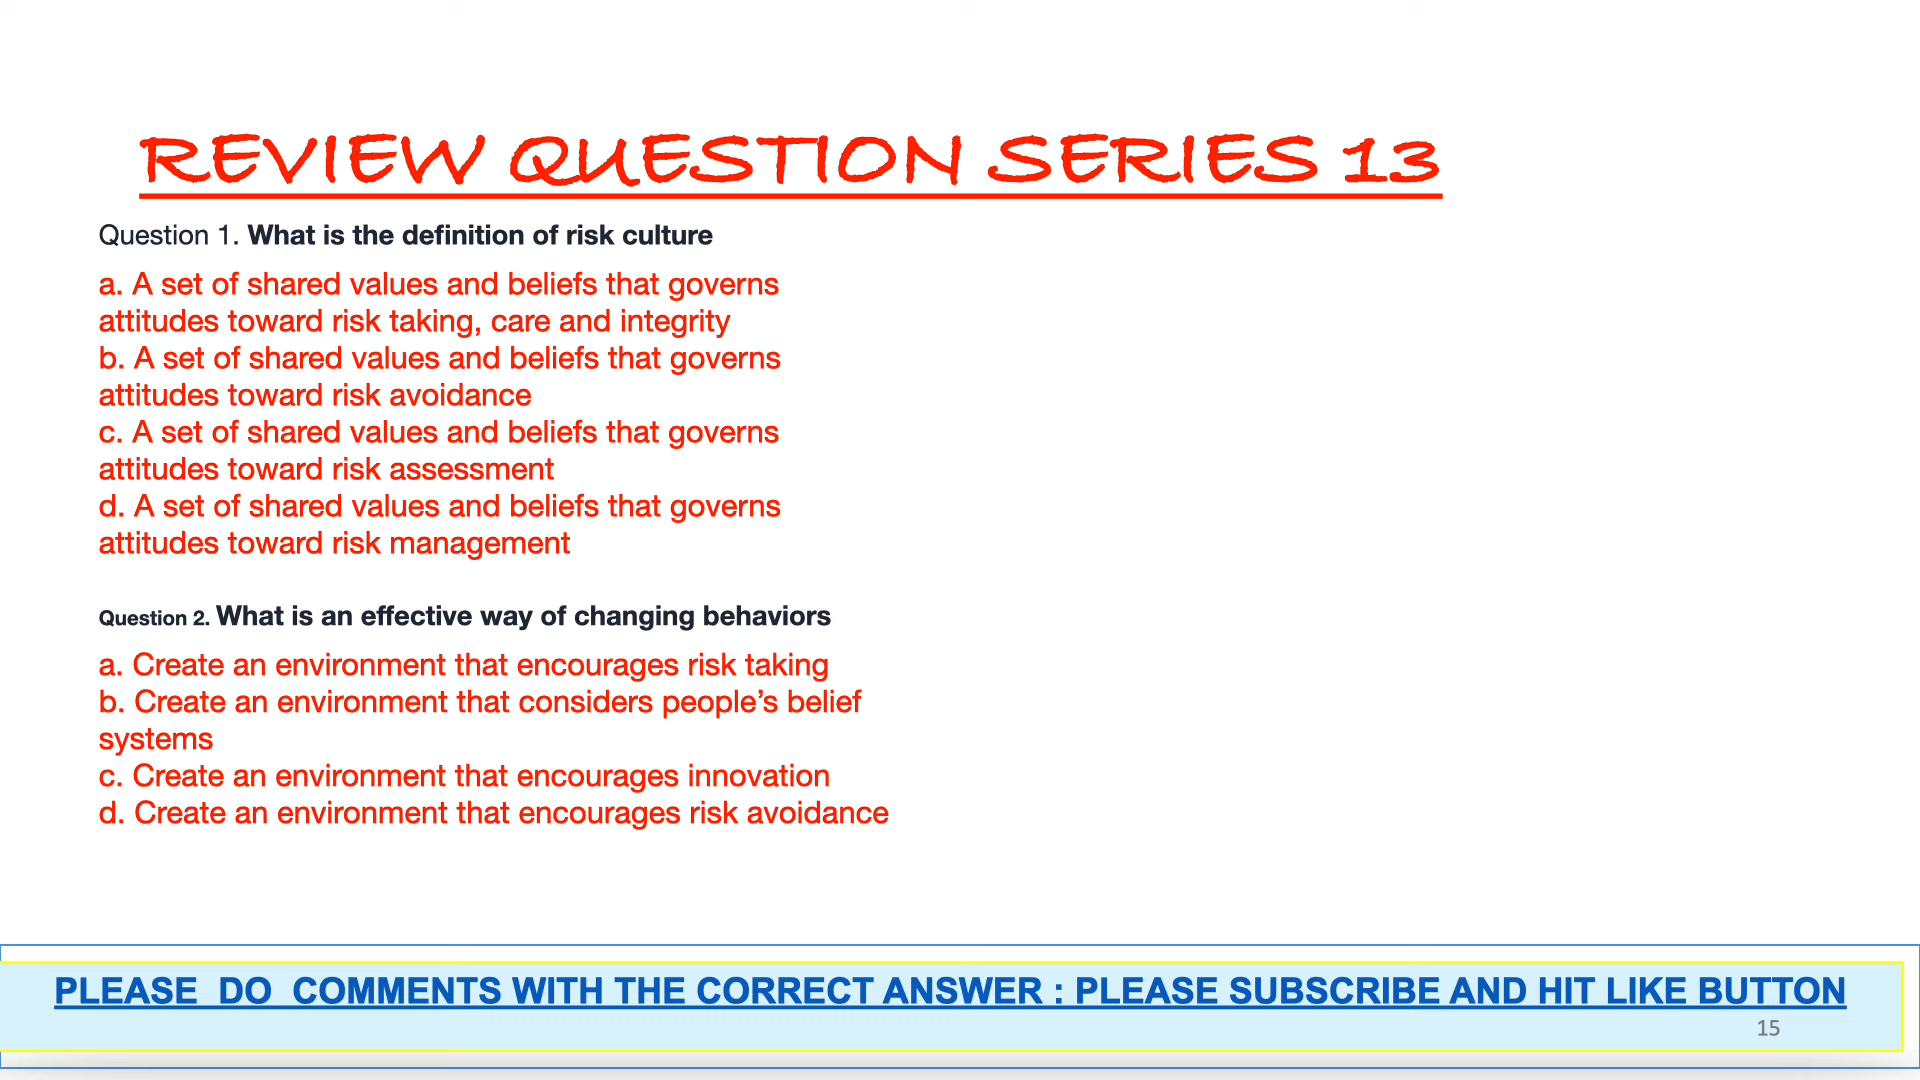 REVIEW QUESTION SERIES 13
Question 1. What is the definition of risk culture
a. A set of shared values and beliefs that governs
attitudes toward risk taking, care and integrity
b. A set of shared values and beliefs that governs
attitudes toward risk avoidance
c. A set of shared values and beliefs that governs
attitudes toward risk assessment
d. A set of shared values and beliefs that governs
attitudes toward risk management
Question 2. What is an effective way of changing behaviors
a. Create an environment that encourages risk taking
b. Create an environment that considers people’s belief
systems
c. Create an environment that encourages innovation
d. Create an environment that encourages risk avoidance
PLEASE DO COMMENTS WITH THE CORRECT ANSWER : PLEASE SUBSCRIBE AND HIT LIKE BUTTON
15